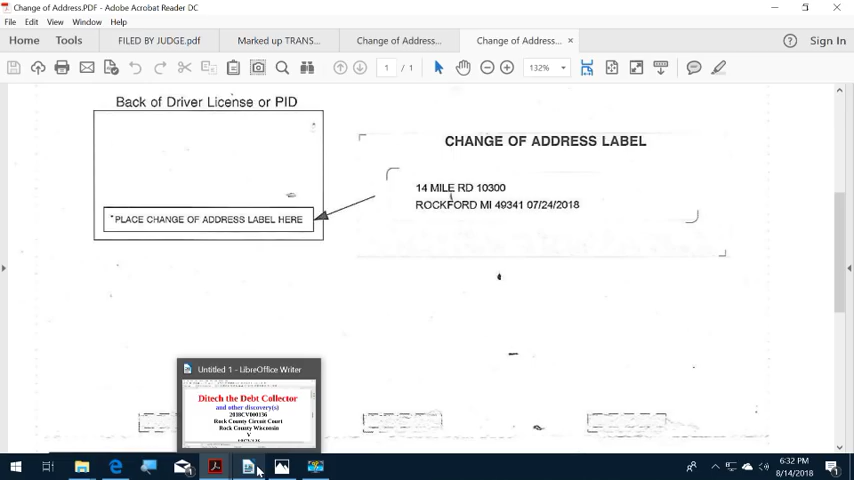 Change of Address.PDF - Adobe Acrobat Reader DC
File Edit View Window Help
Home Tools FILED BY JUDGE.pdf Marked up TRANS... Change of Address... Change of Address... × Sign In
1 / 1 132%
Back of Driver License or PID
CHANGE OF ADDRESS LABEL
14 MILE RD 10300
ROCKFORD MI 49341 07/24/2018
*PLACE CHANGE OF ADDRESS LABEL HERE
Untitled 1 - LibreOffice Writer
Ditech the Debt Collector
and other discovery(s)
Rock County Circuit Court
Rock County Wisconsin
6:32 PM
8/14/2018